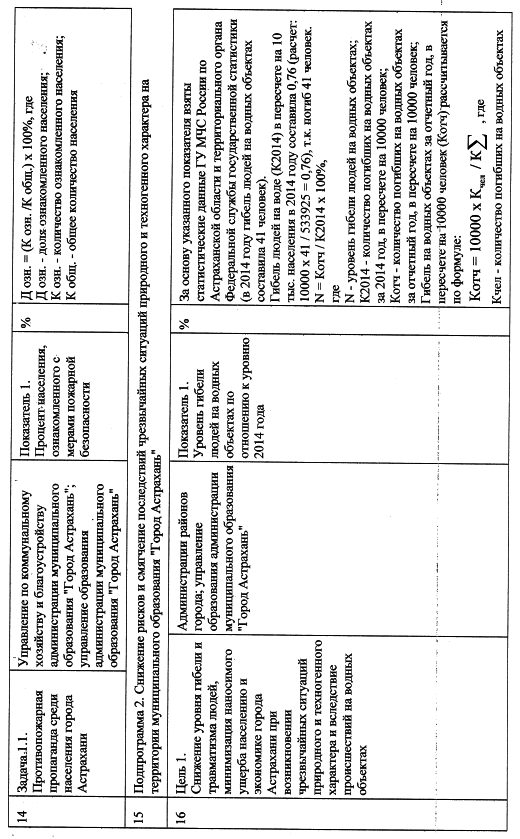 14
Задача.1.1.
Противопожарная
пропаганда среди
населения города
Астрахани
Управление по коммунальному
хозяйству и благоустройству
администрации муниципального
образования "Город Астрахань";
управление образования
администрации муниципального
образования "Город Астрахань"
Показатель 1.
Процент населения,
ознакомленного с
мерами пожарной
безопасности
%
Д озн. = (К озн. /К общ.) х 100%, где
Д озн. - доля ознакомленного населения;
К озн. - количество ознакомленного населения;
К общ. - общее количество населения
15
Подпрограмма 2. Снижение рисков и смягчение последствий чрезвычайных ситуаций природного и техногенного характера на
территории муниципального образования "Город Астрахань"
16
Цель 1.
Снижение уровня гибели и
травматизма людей,
минимизация наносимого
ущерба населению и
экономике города
Астрахани при
возникновении
чрезвычайных ситуаций
природного и техногенного
характера и вследствие
происшествий на водных
объектах
Администрации районов
города; управление
образования администрации
муниципального образования
"Город Астрахань"
Показатель 1.
Уровень гибели
людей на водных
объектах по
отношению к уровню
2014 года
%
За основу указанного показателя взяты
статистические данные ГУ МЧС России по
Астраханской области и территориального органа
Федеральной службы государственной статистики
(в 2014 году гибель людей на водных объектах
составила 41 человек).
Гибель людей на воде (К2014) в пересчете на 10
тыс. населения в 2014 году составила 0,76 (расчет:
10000 х 41 / 533925 = 0,76), т.к. погиб 41 человек.
N = Котч / К2014 х 100%,
где
N - уровень гибели людей на водных объектах;
К2014 - количество погибших на водных объектах
за 2014 год, в пересчете на 10000 человек;
Котч - количество погибших на водных объектах
за отчетный год, в пересчете на 10000 человек;
Гибель на водных объектах за отчетный год, в
пересчете на 10000 человек (Котч) рассчитывается
по формуле:
Котч = 10000 х Кчел / К∑ , где
Кчел - количество погибших на водных объектах